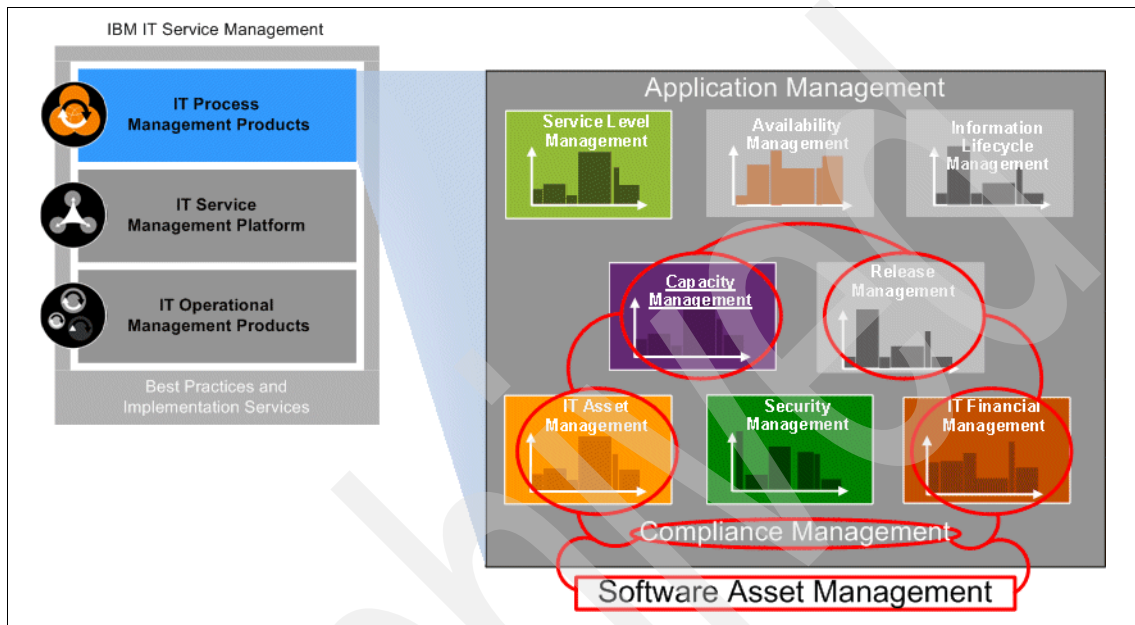 IBM IT Service Management
IT Process
Management Products
IT Service
Management Platform
IT Operational
Management Products
Best Practices and
Implementation Services
Application Management
Service Level
Management
Availability
Management
Information
Lifecycle
Management
Capacity
Management
Release
Management
IT Asset
Management
Security
Management
IT Financial
Management
Compliance Management
Software Asset Management